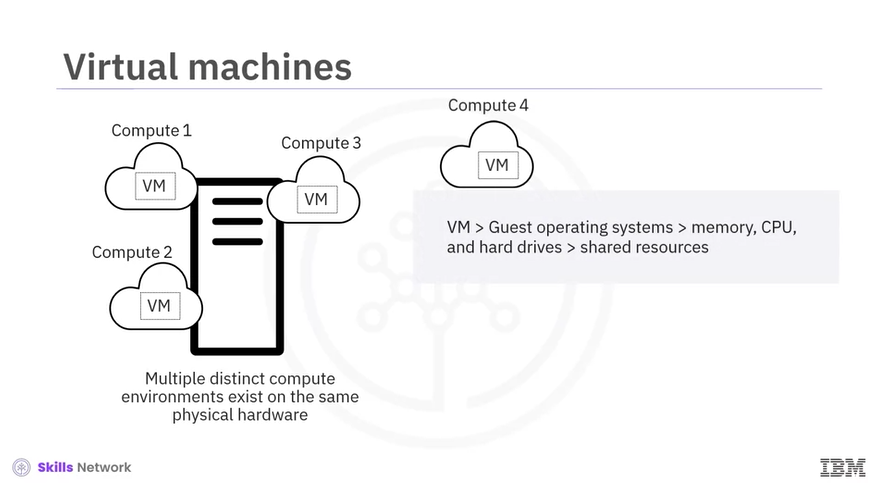 Virtual machines
Compute 1
VM
Compute 2
VM
Compute 3
VM
Multiple distinct compute
environments exist on the same
physical hardware
Compute 4
VM
VM > Guest operating systems > memory, CPU,
and hard drives > shared resources
Skills Network
IBM